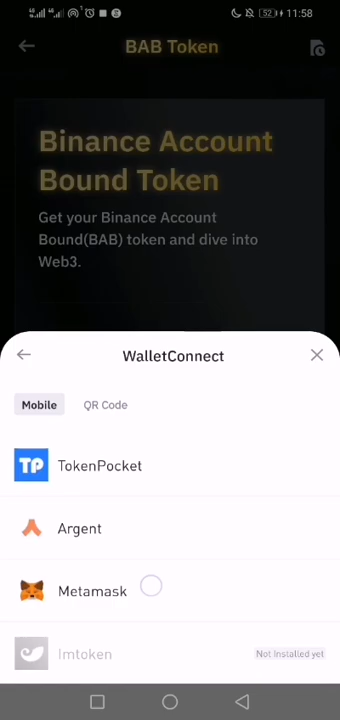 52
11:58
BAB Token
Binance Account
Bound Token
Get your Binance Account
Bound(BAB) token and dive into
Web3.
WalletConnect
Mobile
QR Code
TP
TokenPocket
Argent
Metamask
Imtoken
Not Installed yet